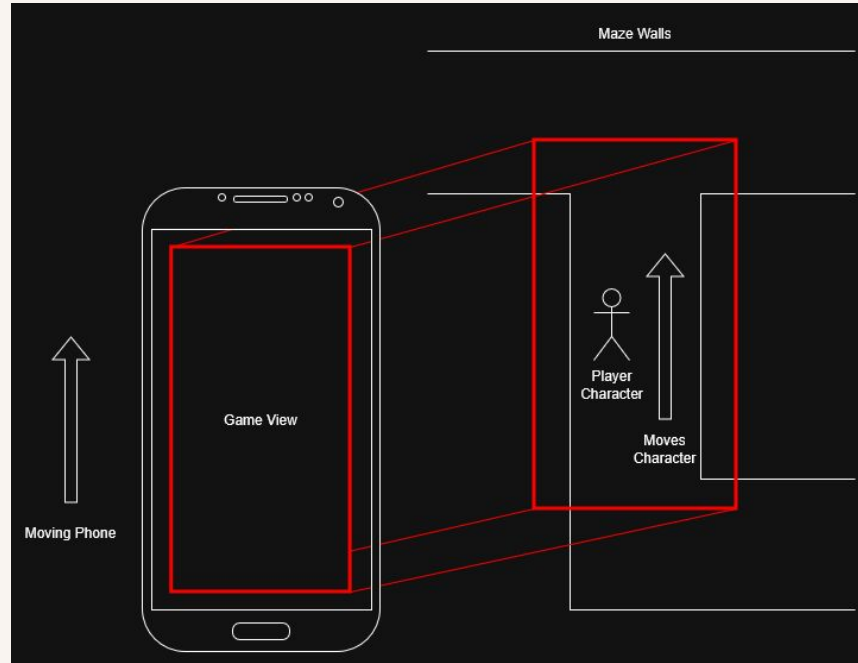 Maze Walls
Player
Character
Game View
Moves
Character
Moving Phone